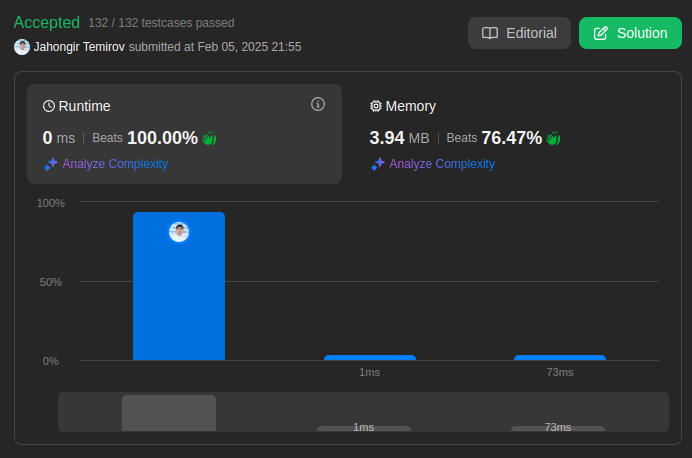 Accepted 132 / 132 testcases passed
Jahongir Temirov submitted at Feb 05, 2025 21:55
Editorial
Solution
Runtime
0 ms Beats 100.00%
Analyze Complexity
Memory
3.94 MB Beats 76.47%
Analyze Complexity
100%
50%
0%
1ms 73ms
1ms 73ms